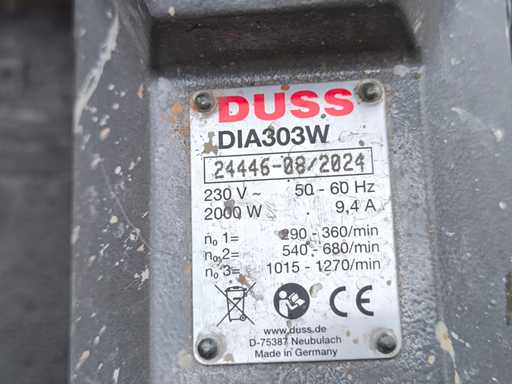 DUSS
DIA303W
24446-08/2024
230 V ~ 50 - 60 Hz
2000 W 9,4 A
n₀ 1= 290 - 360/min
n₀ 2= 540 - 680/min
n₀ 3= 1015 - 1270/min
CE
www.duss.de
D-75387 Neubulach
Made in Germany